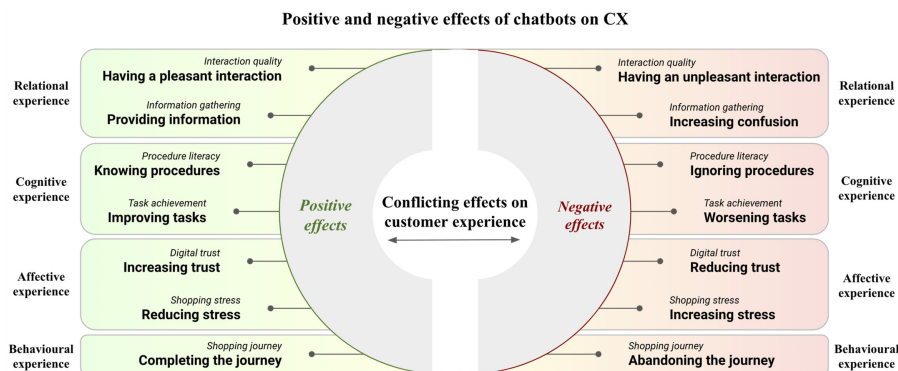 Positive and negative effects of chatbots on CX
Relational
experience
Interaction quality
Having a pleasant interaction
Information gathering
Providing information
Cognitive
experience
Procedure literacy
Knowing procedures
Task achievement
Improving tasks
Affective
experience
Digital trust
Increasing trust
Shopping stress
Reducing stress
Behavioural
experience
Shopping journey
Completing the journey
Positive
effects
Conflicting effects on
customer experience
Negative
effects
Interaction quality
Having an unpleasant interaction
Information gathering
Increasing confusion
Relational
experience
Procedure literacy
Ignoring procedures
Task achievement
Worsening tasks
Cognitive
experience
Digital trust
Reducing trust
Shopping stress
Increasing stress
Affective
experience
Shopping journey
Abandoning the journey
Behavioural
experience